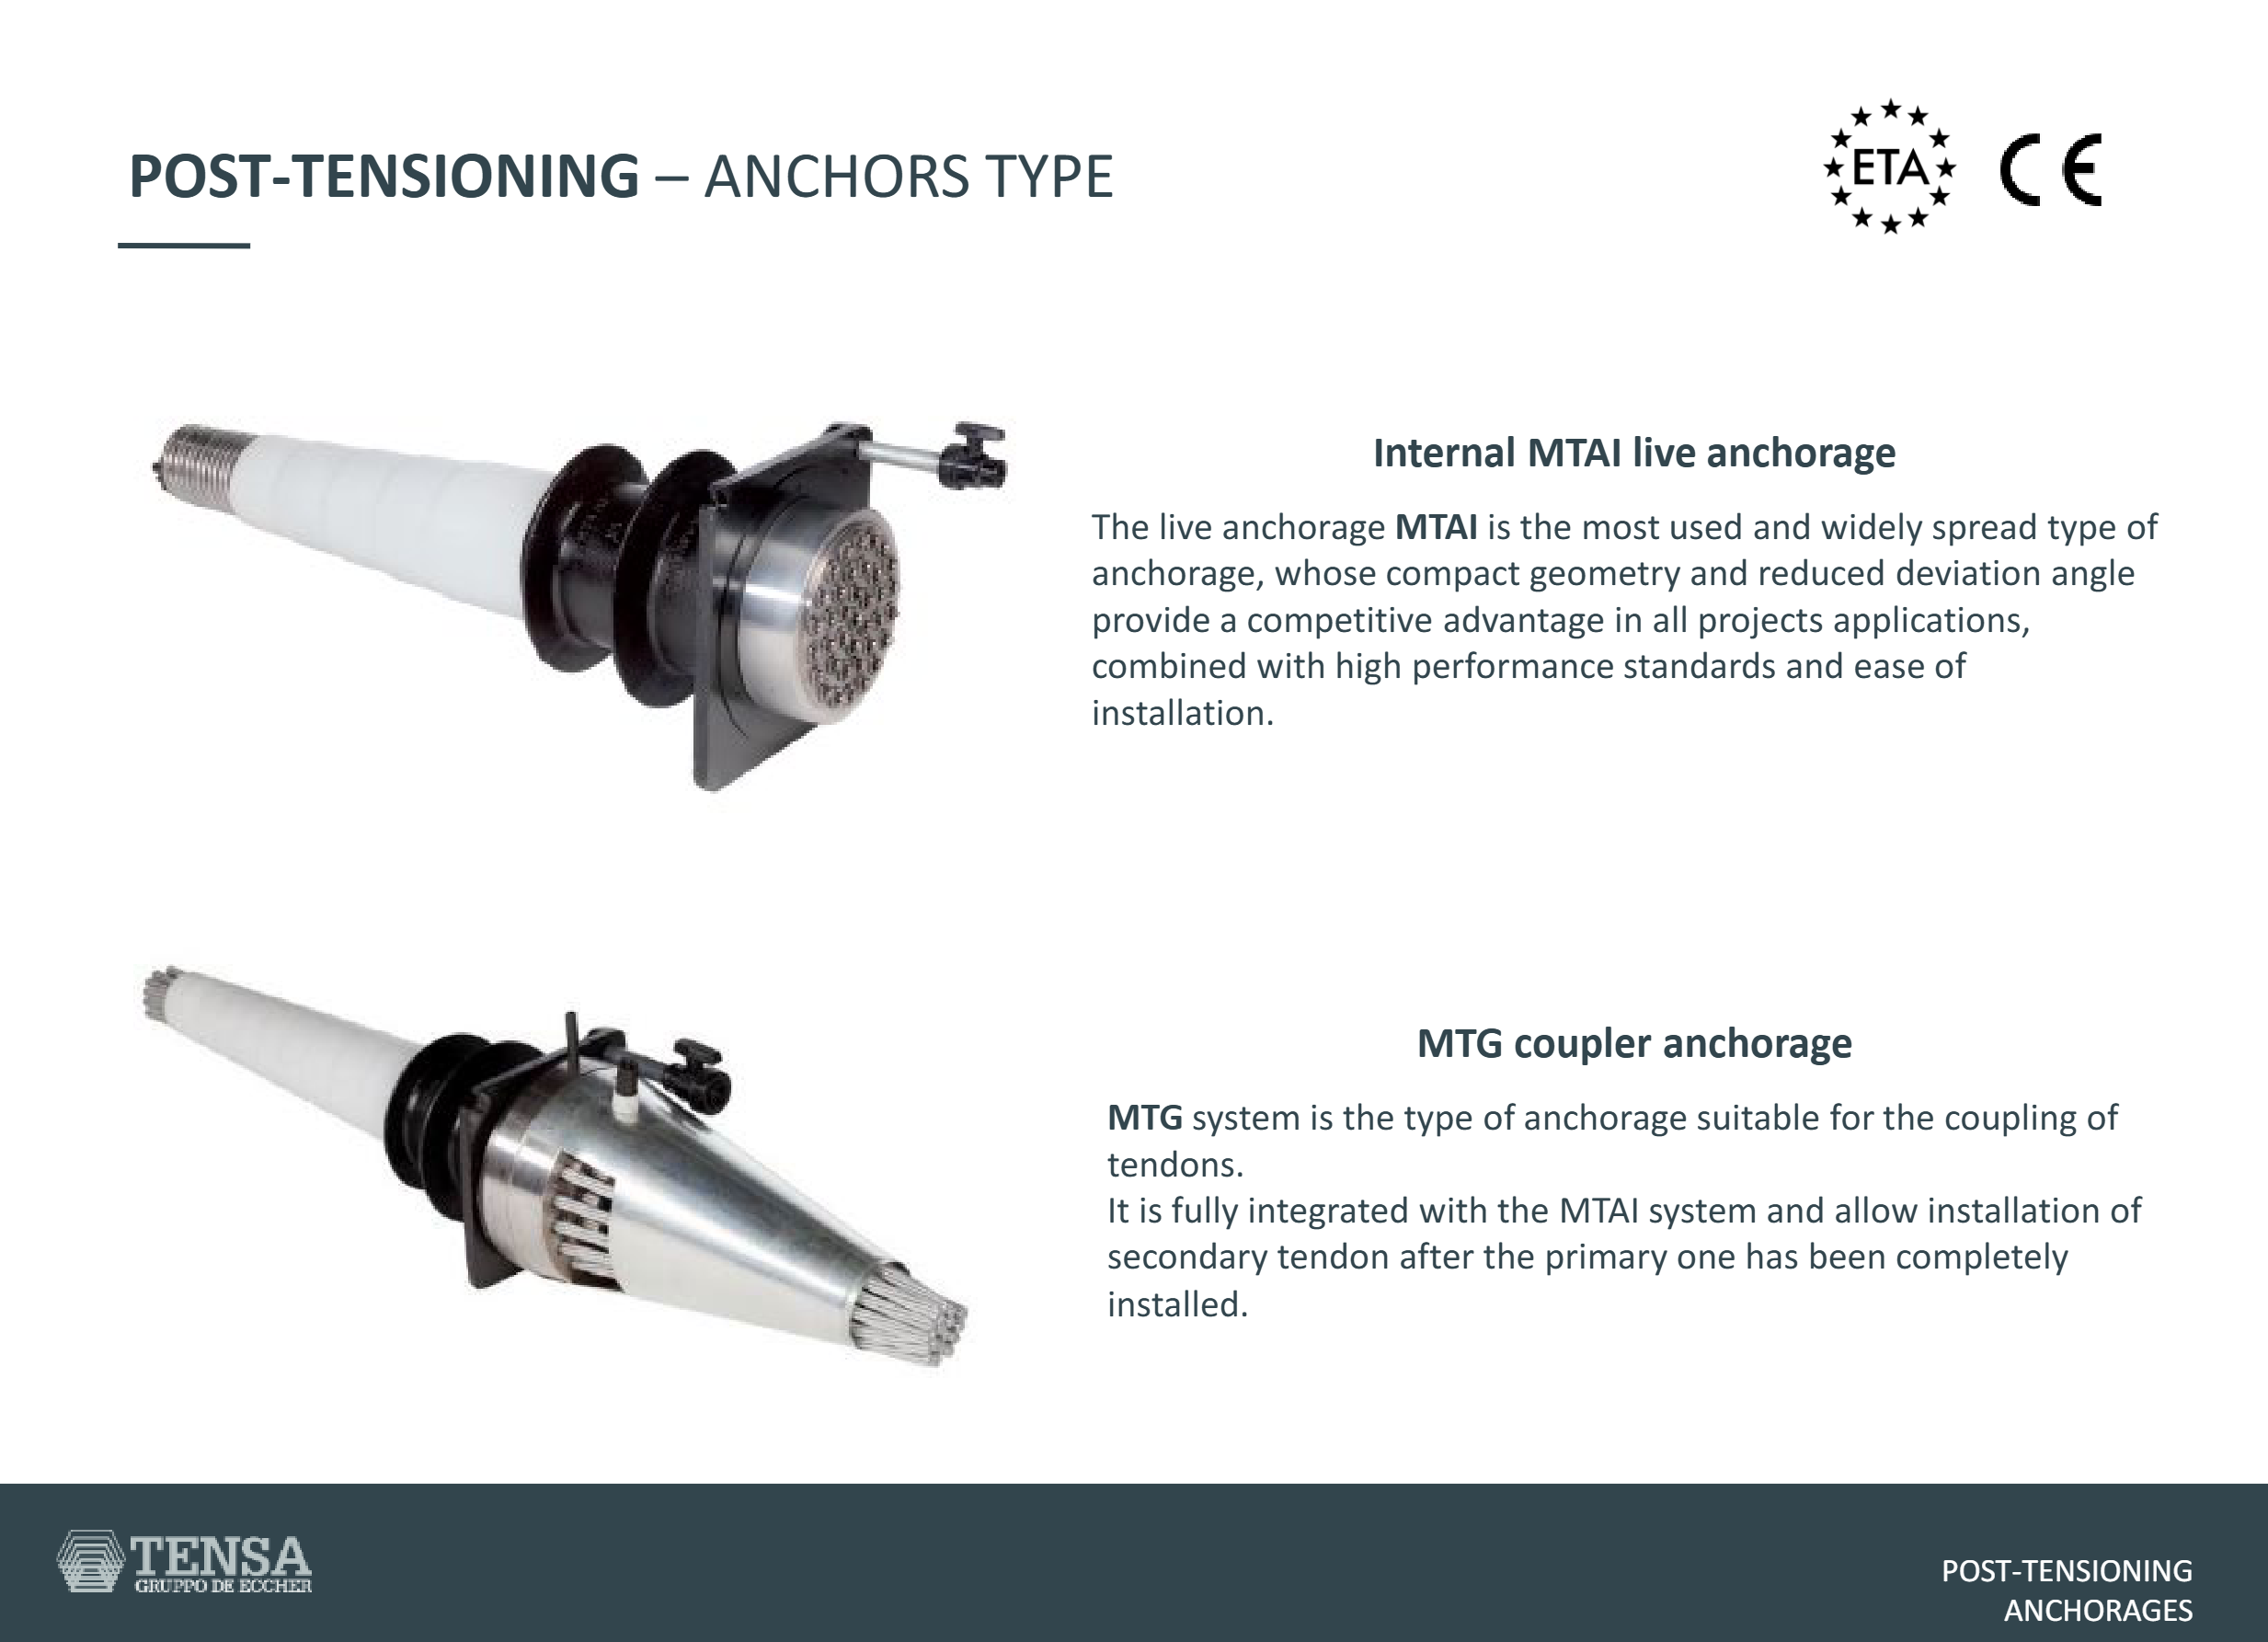 POST-TENSIONING – ANCHORS TYPE
ETA CE
Internal MTAI live anchorage
The live anchorage MTAI is the most used and widely spread type of
anchorage, whose compact geometry and reduced deviation angle
provide a competitive advantage in all projects applications,
combined with high performance standards and ease of
installation.
MTG coupler anchorage
MTG system is the type of anchorage suitable for the coupling of
tendons.
It is fully integrated with the MTAI system and allow installation of
secondary tendon after the primary one has been completely
installed.
TENSA
GRUPPO DE ECCHER
POST-TENSIONING
ANCHORAGES